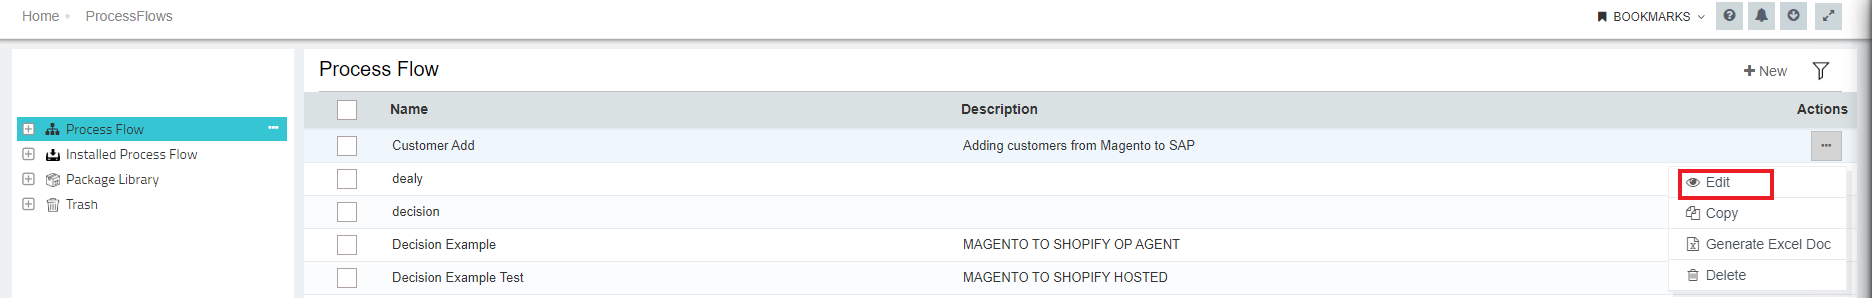 Home ProcessFlows
BOOKMARKS
Process Flow
+ New
Process Flow
Installed Process Flow
Package Library
Trash
Name Description Actions
Customer Add Adding customers from Magento to SAP
dealy
decision
Decision Example MAGENTO TO SHOPIFY OP AGENT
Decision Example Test MAGENTO TO SHOPIFY HOSTED
Edit
Copy
Generate Excel Doc
Delete